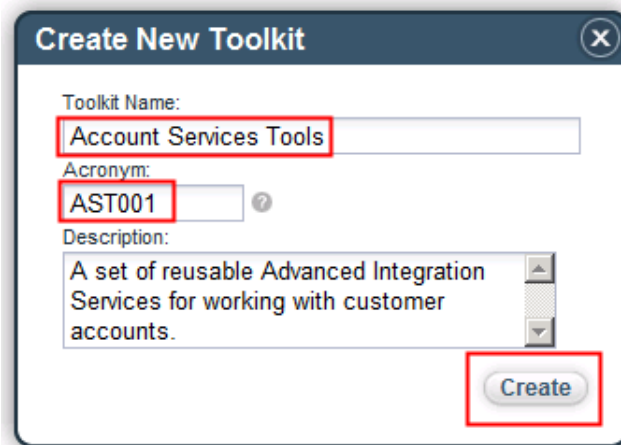 Create New Toolkit
Toolkit Name:
Account Services Tools
Acronym:
AST001
?
Description:
A set of reusable Advanced Integration
Services for working with customer
accounts.
Create